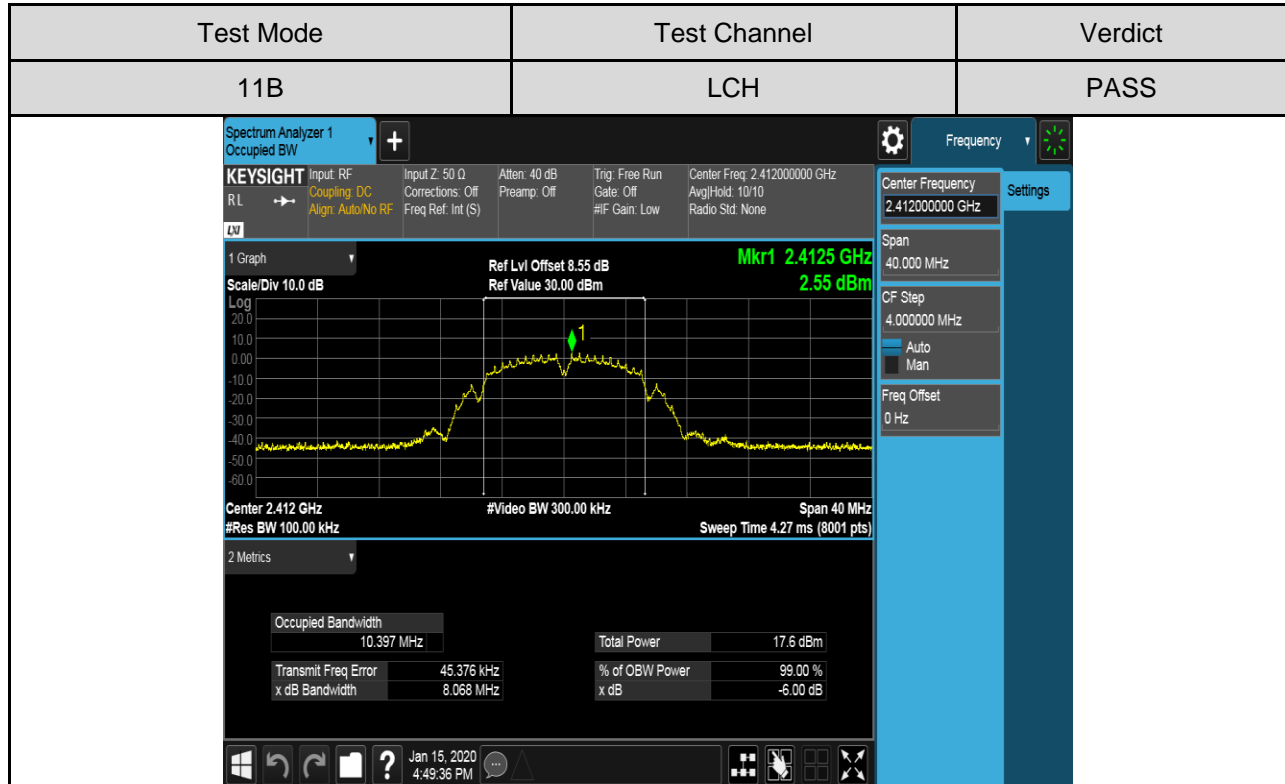 Test Mode Test Channel Verdict
11B LCH PASS
Spectrum Analyzer 1
Occupied BW
+
Frequency
KEYSIGHT Input: RF Input Z: 50 Ω Atten: 40 dB Trig: Free Run Center Freq: 2.412000000 GHz
RL Coupling: DC Corrections: Off Preamp: Off Gate: Off Avg|Hold: 10/10
Align: Auto/No RF Freq Ref: Int (S) #IF Gain: Low Radio Std: None
LXI
Center Frequency
2.412000000 GHz
Settings
Span
40.000 MHz
CF Step
4.000000 MHz
Auto
Man
Freq Offset
0 Hz
1 Graph Ref Lvl Offset 8.55 dB Mkr1 2.4125 GHz
Scale/Div 10.0 dB Ref Value 30.00 dBm 2.55 dBm
Log
20.0
10.0
1
0.00
-10.0
-20.0
-30.0
-40.0
-50.0
-60.0
Center 2.412 GHz #Video BW 300.00 kHz Span 40 MHz
#Res BW 100.00 kHz Sweep Time 4.27 ms (8001 pts)
2 Metrics
Occupied Bandwidth
10.397 MHz Total Power 17.6 dBm
Transmit Freq Error 45.376 kHz % of OBW Power 99.00 %
x dB Bandwidth 8.068 MHz x dB -6.00 dB
? Jan 15, 2020
4:49:36 PM